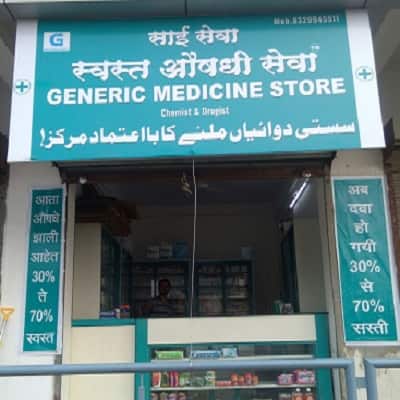 Mob.8320945511
G
साई सेवा
स्वस्त औषधी सेवा
GENERIC MEDICINE STORE
Chemist & Drugist
سستی دوائیاں ملنے کا بااعتماد مرکز!
आता
औषधे
झाली
आहेत
30%
ते
70%
स्वस्त
अब
दवा
हो
गयी
30%
से
70%
सस्ती